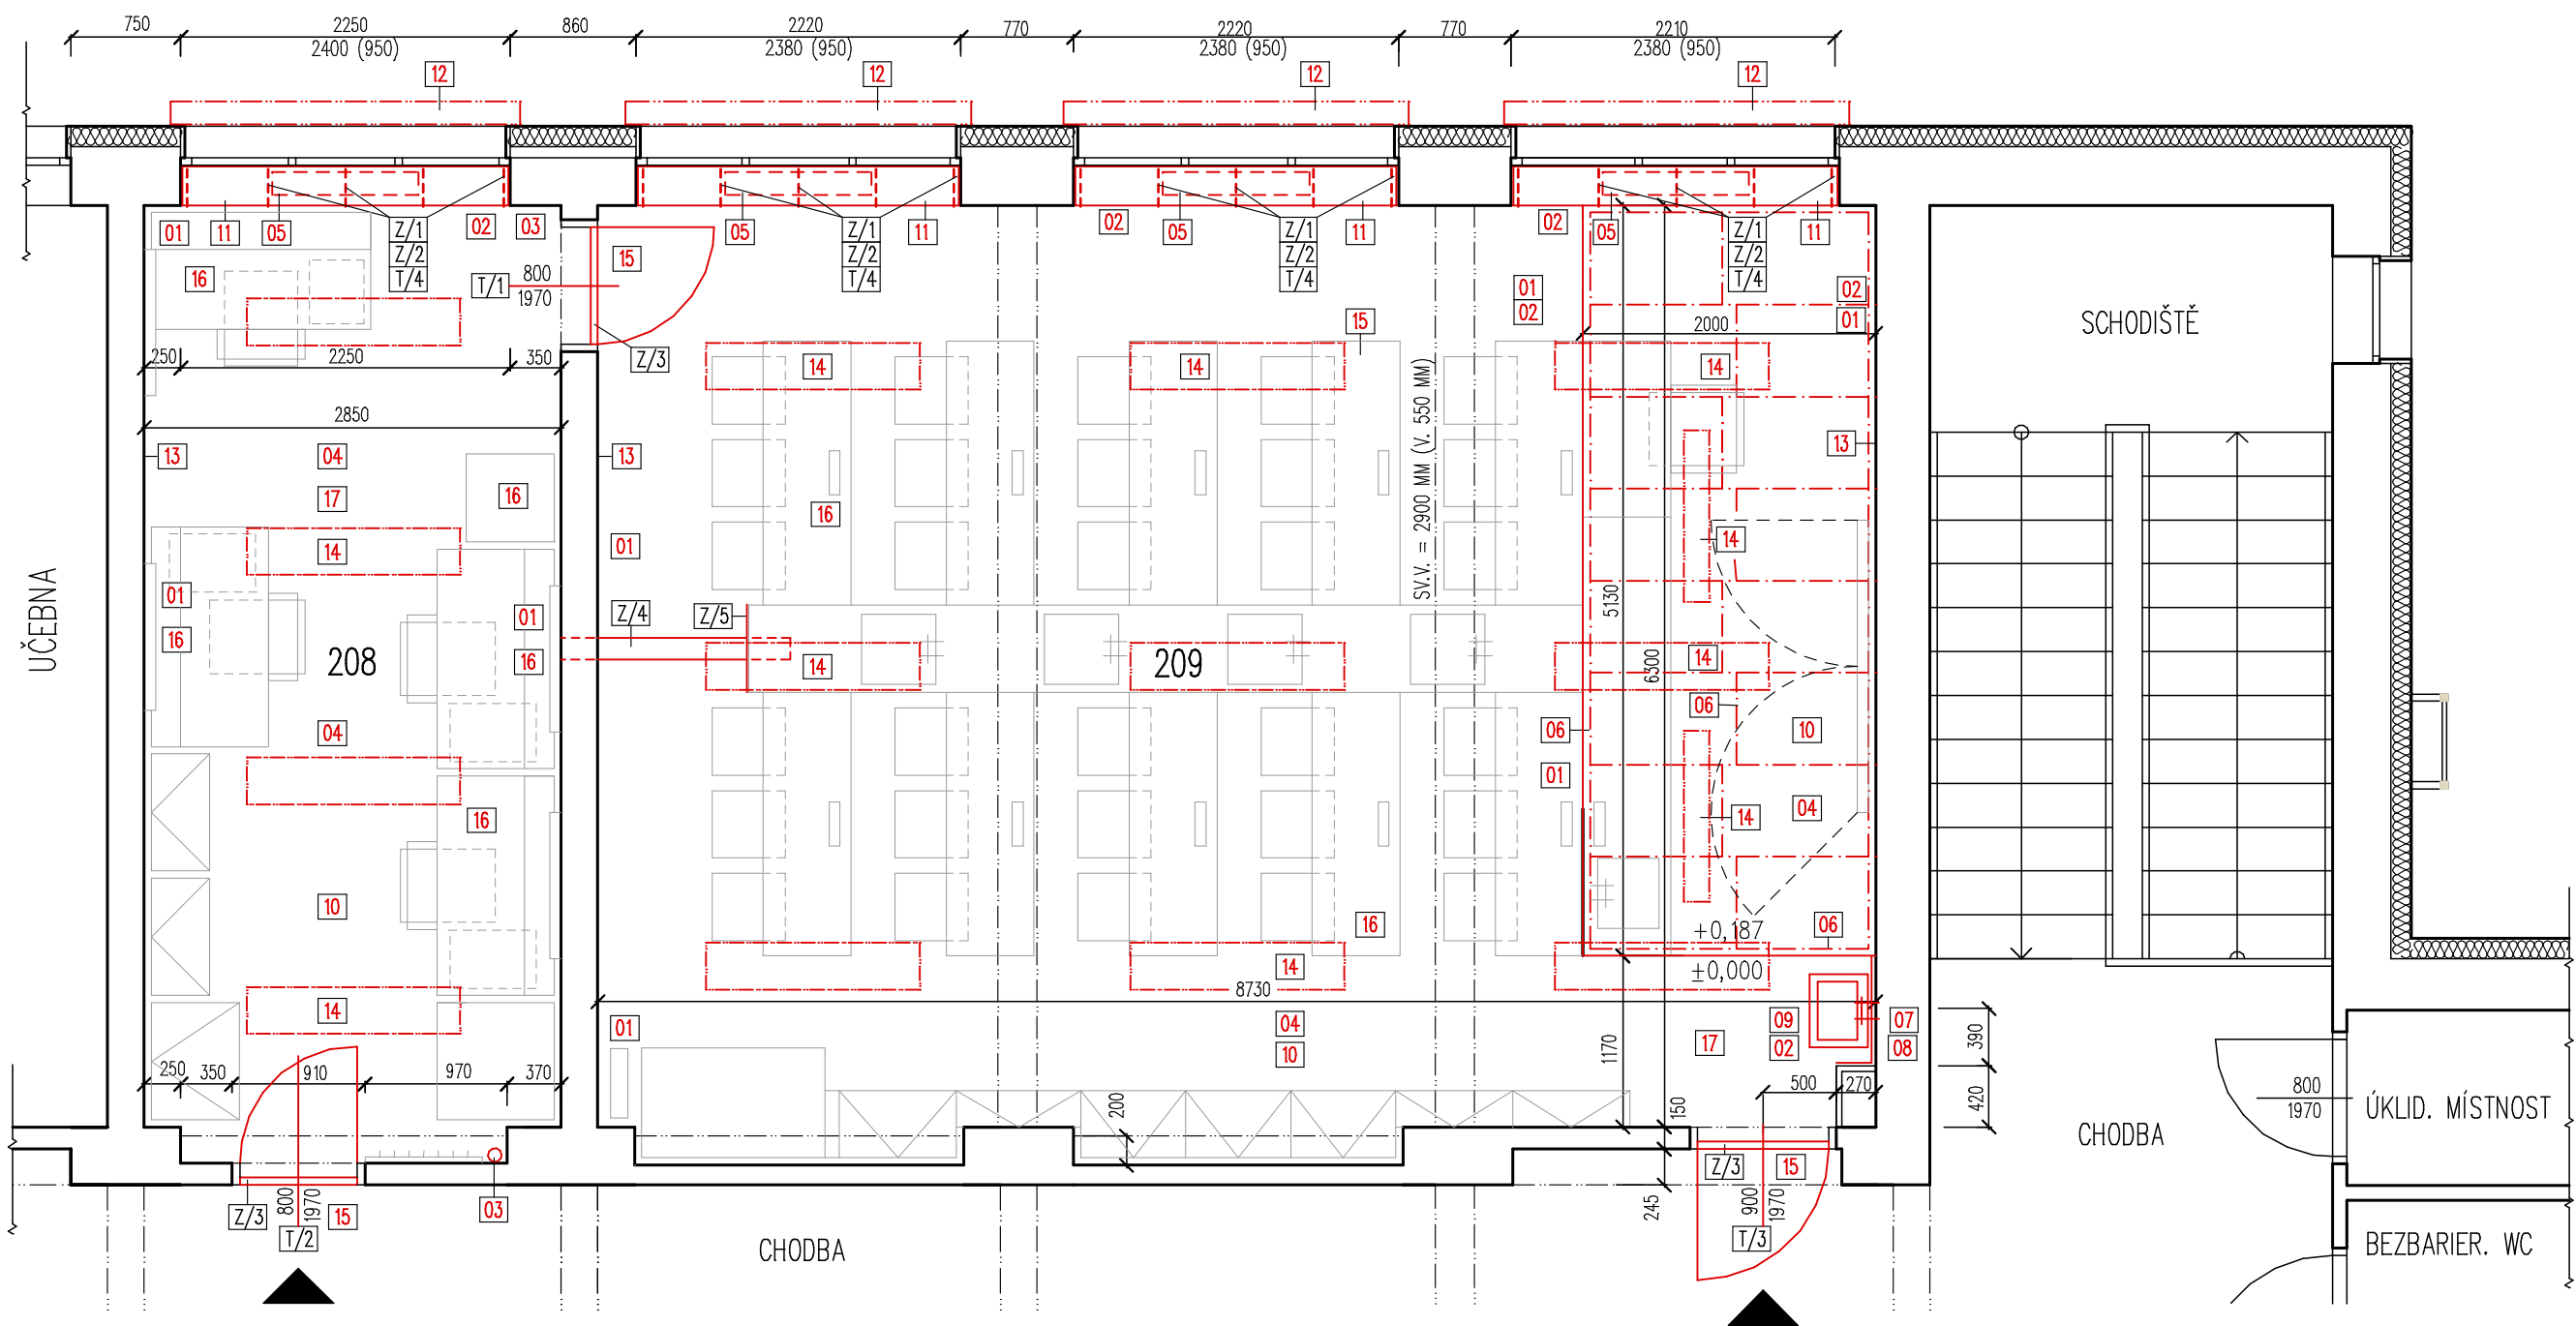 750 2250 860 2220 770 2220 770 2210
2400 (950) 2380 (950) 2380 (950) 2380 (950)
12 12 12 12
01 11 05 Z/1 02 03 05 Z/1 11 02 05 Z/1 11 02 05 Z/1 11
Z/2 Z/2 Z/2 Z/2
T/4 T/4 T/4 T/4
16 T/1 800 15 01 02
1970 02 01
SCHODIŠTĚ
2000
250 2250 350 Z/3 14 14 15 14
SV.V. = 2900 MM (V. 550 MM)
2850
13 04 13 13
17 16 16
14 01 14
UČEBNA
01 01 Z/4 Z/5 5130
16 208 16 14 209 6300 14
04 06 06 10
01
16 14 04
10 16 +0,187 06
14 ±0,000
8730
14 01 04 09 07
10 17 02 08
390
250 350 910 970 370 200 1170 150 500 270 420
800
1970
ÚKLID. MÍSTNOST
CHODBA
Z/3 15
Z/3 800 1970 15 03 245 900 1970
T/2 T/3
CHODBA
BEZBARIER. WC